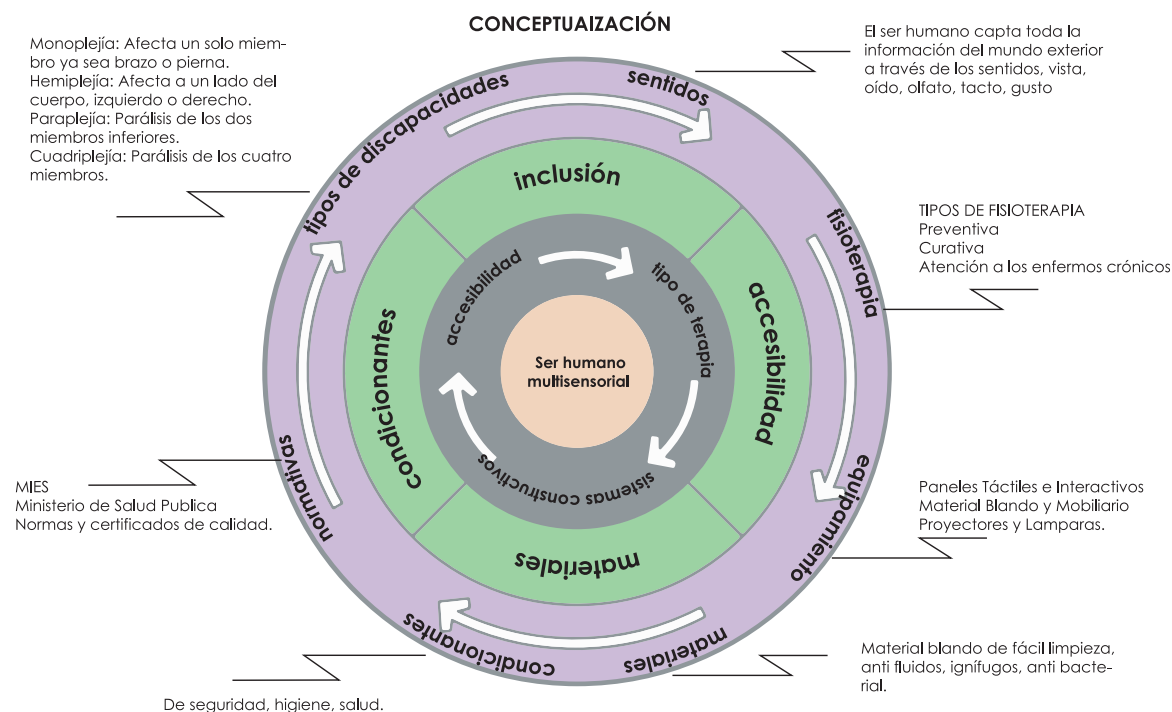 CONCEPTUAIZACIÓN
Monoplejía: Afecta un solo miem-
bro ya sea brazo o pierna.
Hemiplejía: Afecta a un lado del
cuerpo, izquierdo o derecho.
Paraplejía: Parálisis de los dos
miembros inferiores.
Cuadriplejía: Parálisis de los cuatro
miembros.
El ser humano capta toda la
información del mundo exterior
a través de los sentidos, vista,
oído, olfato, tacto, gusto
TIPOS DE FISIOTERAPIA
Preventiva
Curativa
Atención a los enfermos crónicos
Paneles Táctiles e Interactivos
Material Blando y Mobiliario
Proyectores y Lamparas.
Material blando de fácil limpieza,
anti fluidos, ignífugos, anti bacte-
rial.
De seguridad, higiene, salud.
MIES
Ministerio de Salud Publica
Normas y certificados de calidad.
tipos de discapacidades
sentidos
fisioterapia
equipamiento
materiales
condicionantes
normativas
inclusión
accesibilidad
materiales
condicionantes
accesibilidad
tipo de terapia
sistemas constructivos
Ser humano
multisensorial